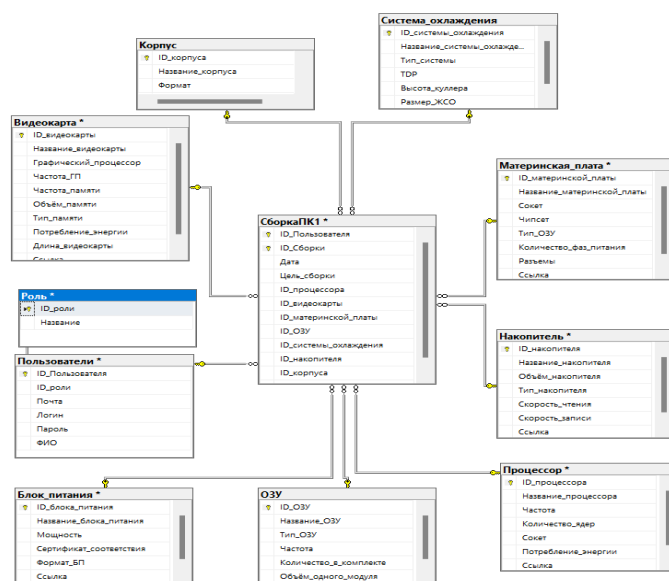 Корпус
ID_корпуса
Название_корпуса
Формат
Система_охлаждения
ID_системы_охлаждения
Название_системы_охлажде...
Тип_системы
TDP
Высота_куллера
Размер_ЖСО
Видеокарта *
ID_видеокарты
Название_видеокарты
Графический_процессор
Частота_ГП
Частота_памяти
Объём_памяти
Тип_памяти
Потребление_энергии
Длина_видеокарты
Ссылка
Материнская_плата *
ID_материнской_платы
Название_материнской_платы
Сокет
Чипсет
Тип_ОЗУ
Количество_фаз_питания
Разъемы
Ссылка
СборкаПК1 *
ID_Пользователя
ID_Сборки
Дата
Цель_сборки
ID_процессора
ID_видеокарты
ID_материнской_платы
ID_ОЗУ
ID_системы_охлаждения
ID_накопителя
ID_корпуса
Роль *
ID_роли
Название
Пользователи *
ID_Пользователя
ID_роли
Почта
Логин
Пароль
ФИО
Накопитель *
ID_накопителя
Название_накопителя
Объём_накопителя
Тип_накопителя
Скорость_чтения
Скорость_записи
Ссылка
Блок_питания *
ID_блока_питания
Название_блока_питания
Мощность
Сертификат_соответствия
Формат_БП
Ссылка
ОЗУ
ID_ОЗУ
Название_ОЗУ
Тип_ОЗУ
Частота
Количество_в_комплекте
Объём_одного_модуля
Процессор *
ID_процессора
Название_процессора
Частота
Количество_ядер
Сокет
Потребление_энергии
Ссылка